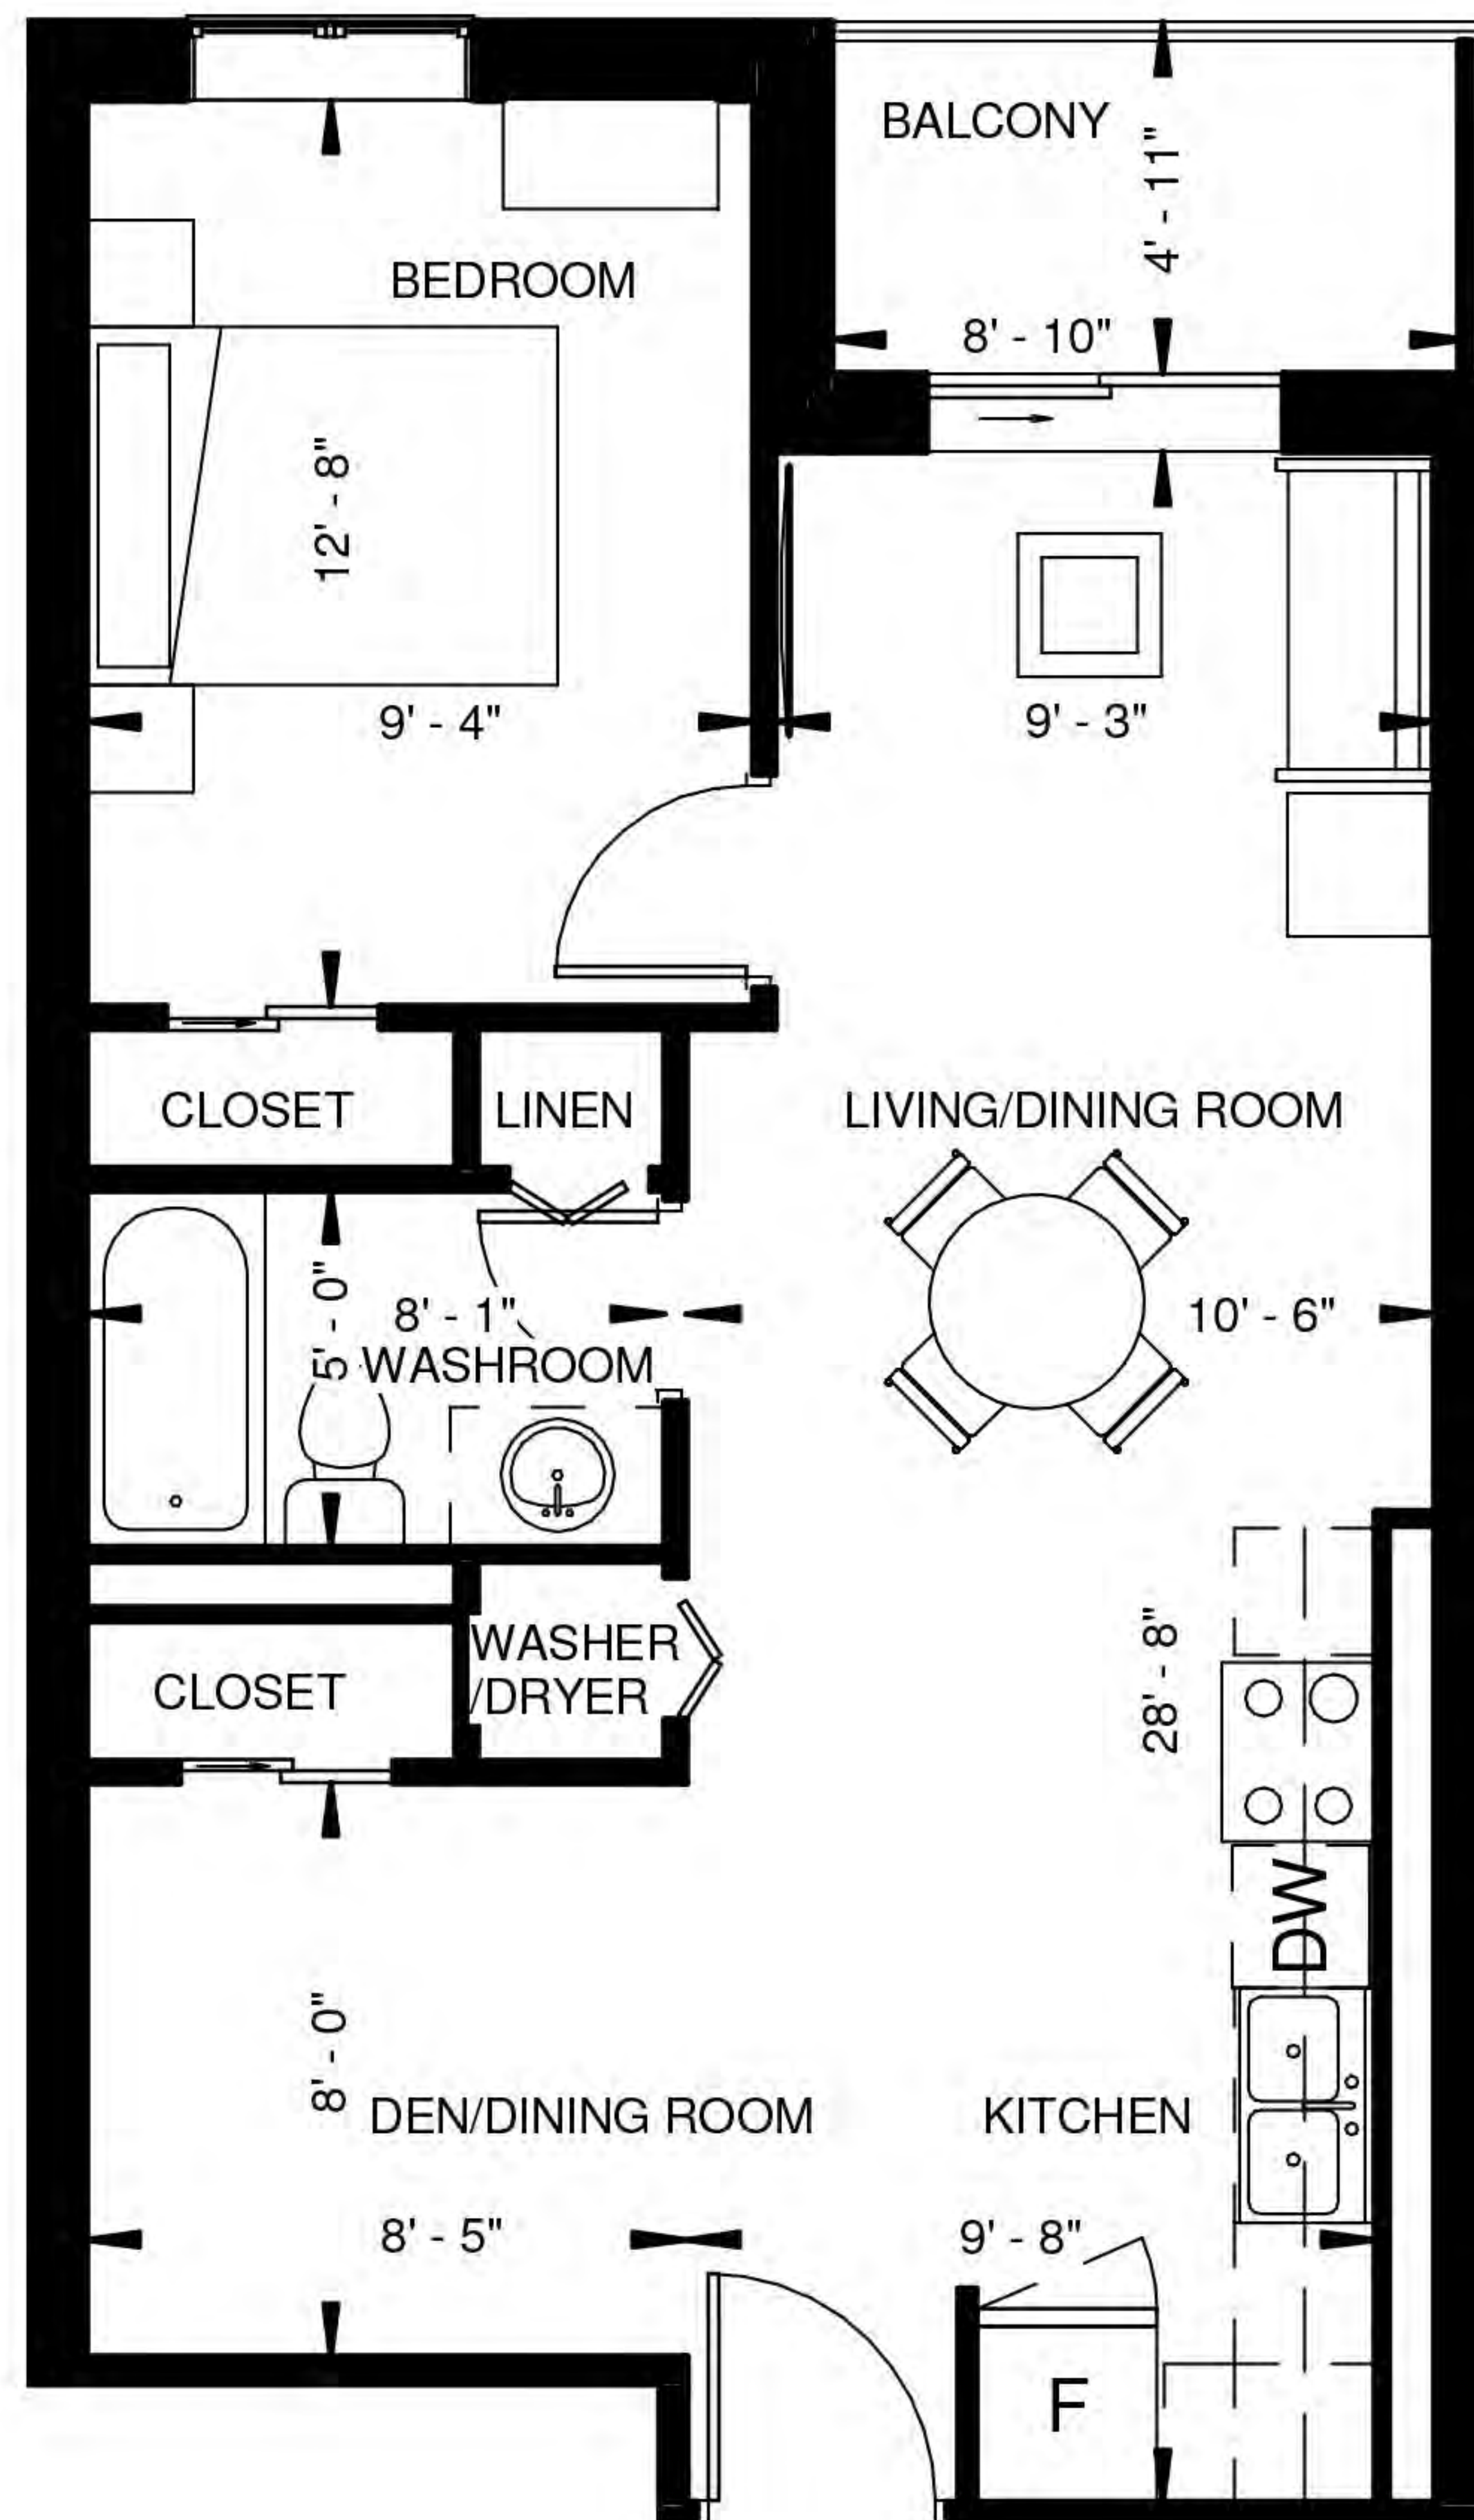 BALCONY
4' - 11"
8' - 10"
BEDROOM
12' - 8"
9' - 4"
9' - 3"
CLOSET
LINEN
LIVING/DINING ROOM
5' - 0"
8' - 1"
10' - 6"
WASHROOM
WASHER
/DRYER
CLOSET
28' - 8"
DW
8' - 0"
DEN/DINING ROOM
KITCHEN
8' - 5"
9' - 8"
F